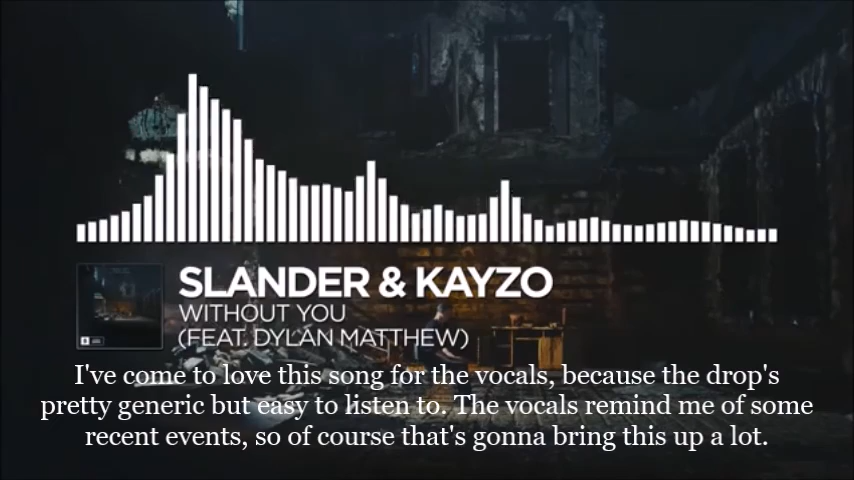 SLANDER & KAYZO
WITHOUT YOU
(FEAT. DYLAN MATTHEW)
I've come to love this song for the vocals, because the drop's
pretty generic but easy to listen to. The vocals remind me of some
recent events, so of course that's gonna bring this up a lot.